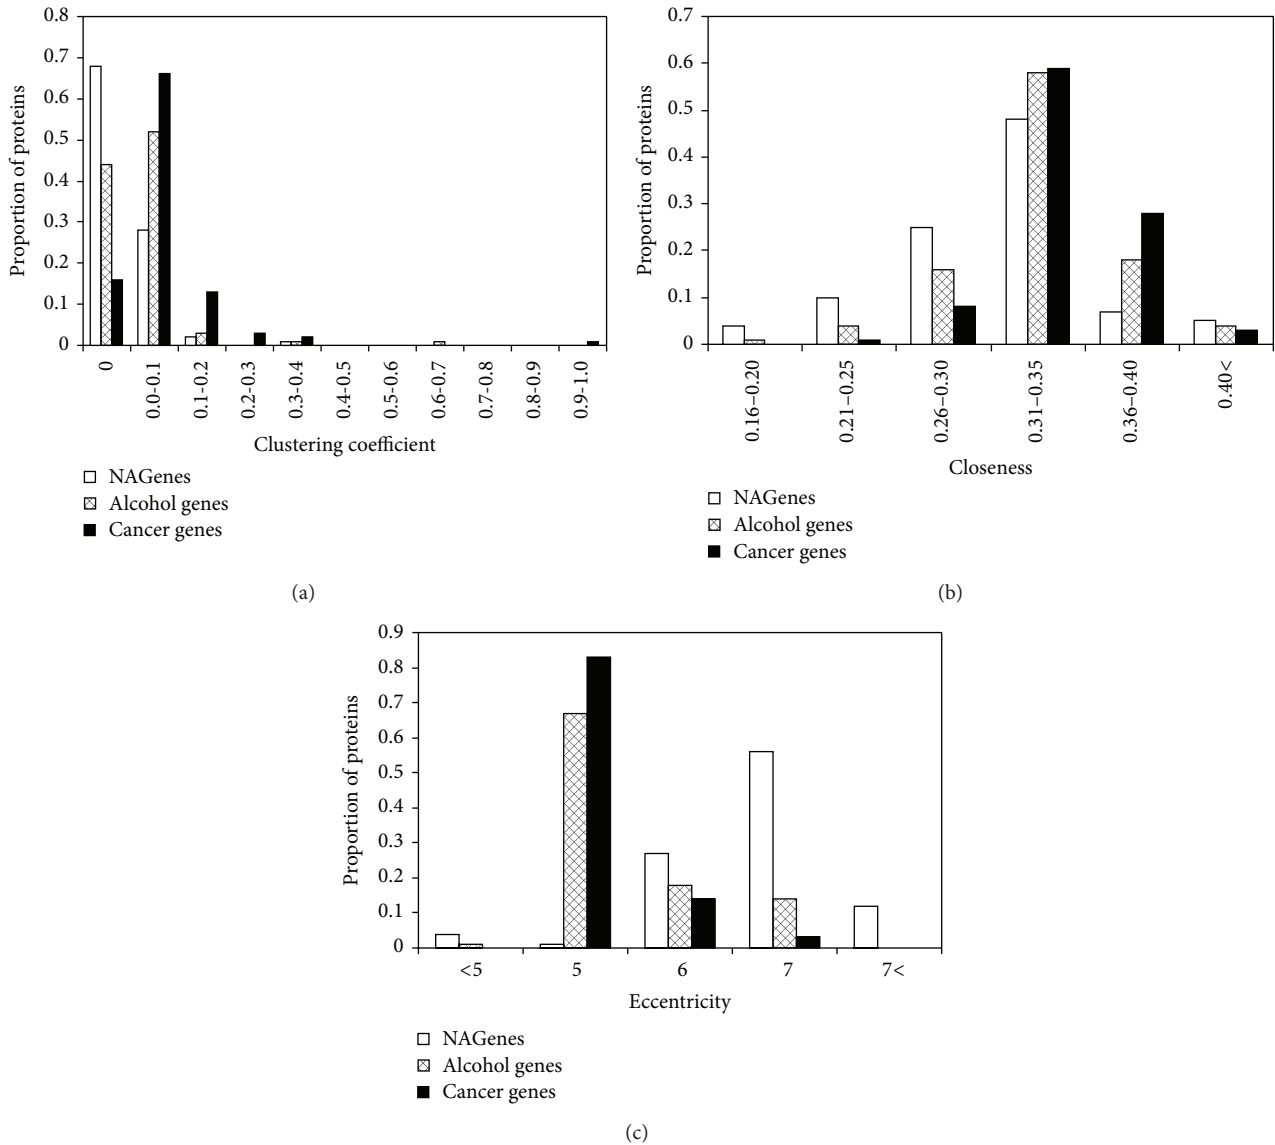 0.8
0.7
0.6
0.5
0.4
0.3
0.2
0.1
0
Proportion of proteins
0
0.0-0.1
0.1-0.2
0.2-0.3
0.3-0.4
0.4-0.5
0.5-0.6
0.6-0.7
0.7-0.8
0.8-0.9
0.9-1.0
Clustering coefficient
NAGenes
Alcohol genes
Cancer genes
(a)
0.7
0.6
0.5
0.4
0.3
0.2
0.1
0
Proportion of proteins
0.16–0.20
0.21–0.25
0.26–0.30
0.31–0.35
0.36–0.40
0.40<
Closeness
NAGenes
Alcohol genes
Cancer genes
(b)
0.9
0.8
0.7
0.6
0.5
0.4
0.3
0.2
0.1
0
Proportion of proteins
<5
5
6
7
7<
Eccentricity
NAGenes
Alcohol genes
Cancer genes
(c)